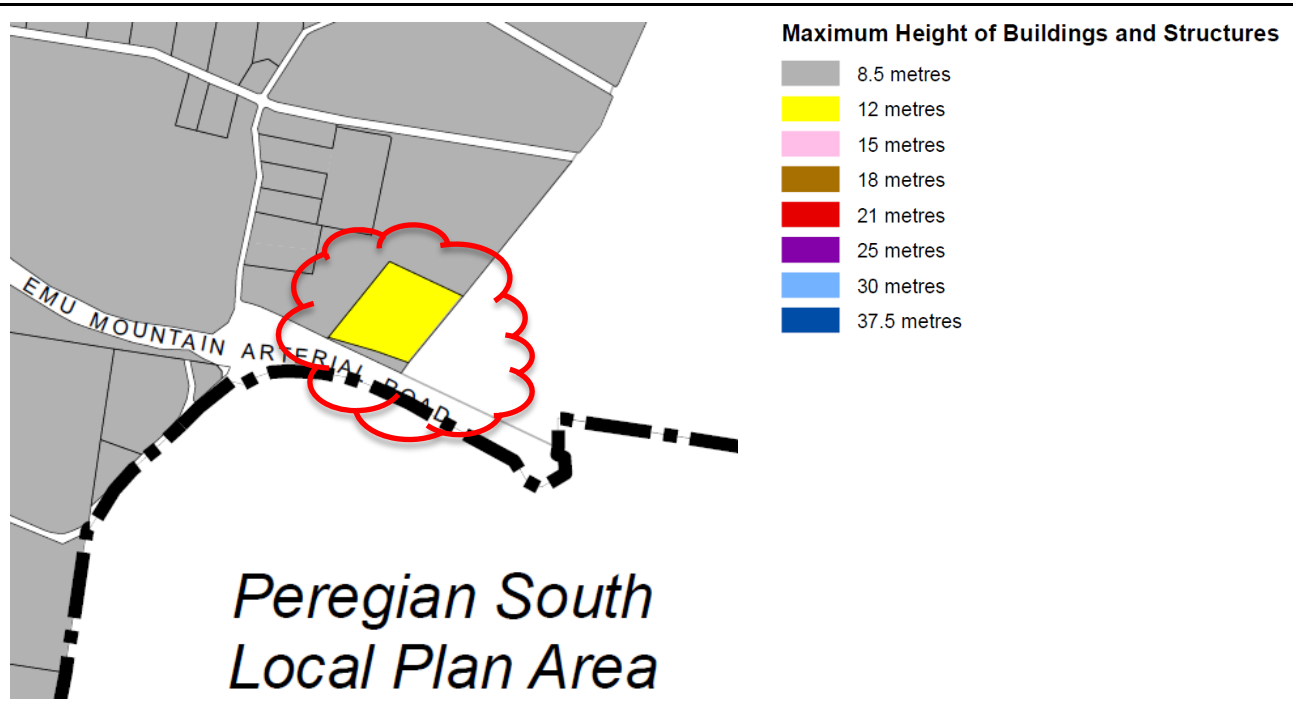 Maximum Height of Buildings and Structures
8.5 metres
12 metres
15 metres
18 metres
21 metres
25 metres
30 metres
37.5 metres
EMU MOUNTAIN ARTERIAL ROAD
Peregian South
Local Plan Area